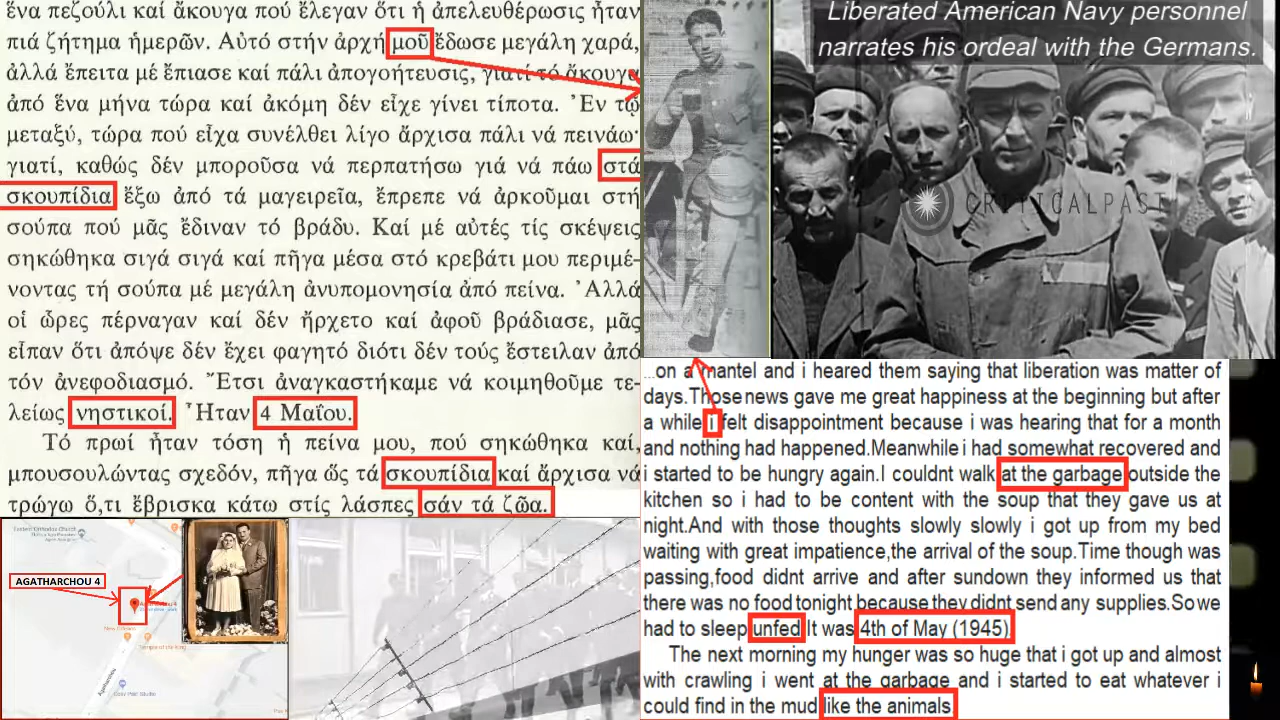 ἕνα πεζούλι καί ἄκουγα πού ἔλεγαν ὅτι ἡ ἀπελευθέρωσις ἦταν
πιά ζήτημα ἡμερῶν. Αὐτό στήν ἀρχή μοῦ ἔδωσε μεγάλη χαρά,
ἀλλά ἔπειτα μέ ἔπιασε καί πάλι ἀπογοήτευσις, γιατί τό ἄκουγα
ἀπό ἕνα μήνα τώρα καί ἀκόμη δέν εἶχε γίνει τίποτα. Ἐν τῷ
μεταξύ, τώρα πού εἶχα συνέλθει λίγο ἄρχισα πάλι νά πεινάω·
γιατί, καθώς δέν μποροῦσα νά περπατήσω γιά νά πάω στά
σκουπίδια ἔξω ἀπό τά μαγειρεῖα, ἔπρεπε νά ἀρκοῦμαι στή
σούπα πού μᾶς ἔδιναν τό βράδυ. Καί μέ αὐτές τίς σκέψεις
σηκώθηκα σιγά σιγά καί πῆγα μέσα στό κρεβάτι μου περιμέ-
νοντας τή σούπα μέ μεγάλη ἀνυπομονησία ἀπό πείνα. Ἀλλά
οἱ ὧρες πέρναγαν καί δέν ἤρχετο καί ἀφοῦ βράδιασε, μᾶς
εἶπαν ὅτι ἀπόψε δέν ἔχει φαγητό διότι δέν τούς ἔστειλαν ἀπό
τόν ἀνεφοδιασμό. Ἔτσι ἀναγκαστήκαμε νά κοιμηθοῦμε τε-
λείως νηστικοί. Ἦταν 4 Μαΐου.
Τό πρωί ἦταν τόση ἡ πείνα μου, πού σηκώθηκα καί,
μπουσουλώντας σχεδόν, πῆγα ὥς τά σκουπίδια καί ἄρχισα νά
τρώγω ὅ,τι ἔβρισκα κάτω στίς λάσπες σάν τά ζῶα.
Liberated American Navy personnel
narrates his ordeal with the Germans.
CRITICALPAST
...on a mantel and i heared them saying that liberation was matter of
days.Those news gave me great happiness at the beginning but after
a while i felt disappointment because i was hearing that for a month
and nothing had happened.Meanwhile i had somewhat recovered and
i started to be hungry again.I couldnt walk at the garbage outside the
kitchen so i had to be content with the soup that they gave us at
night.And with those thoughts slowly slowly i got up from my bed
waiting with great impatience,the arrival of the soup.Time though was
passing,food didnt arrive and after sundown they informed us that
there was no food tonight because they didnt send any supplies.So we
had to sleep unfed.It was 4th of May (1945).
The next morning my hunger was so huge that i got up and almost
with crawling i went at the garbage and i started to eat whatever i
could find in the mud like the animals.
AGATHARCHOU 4